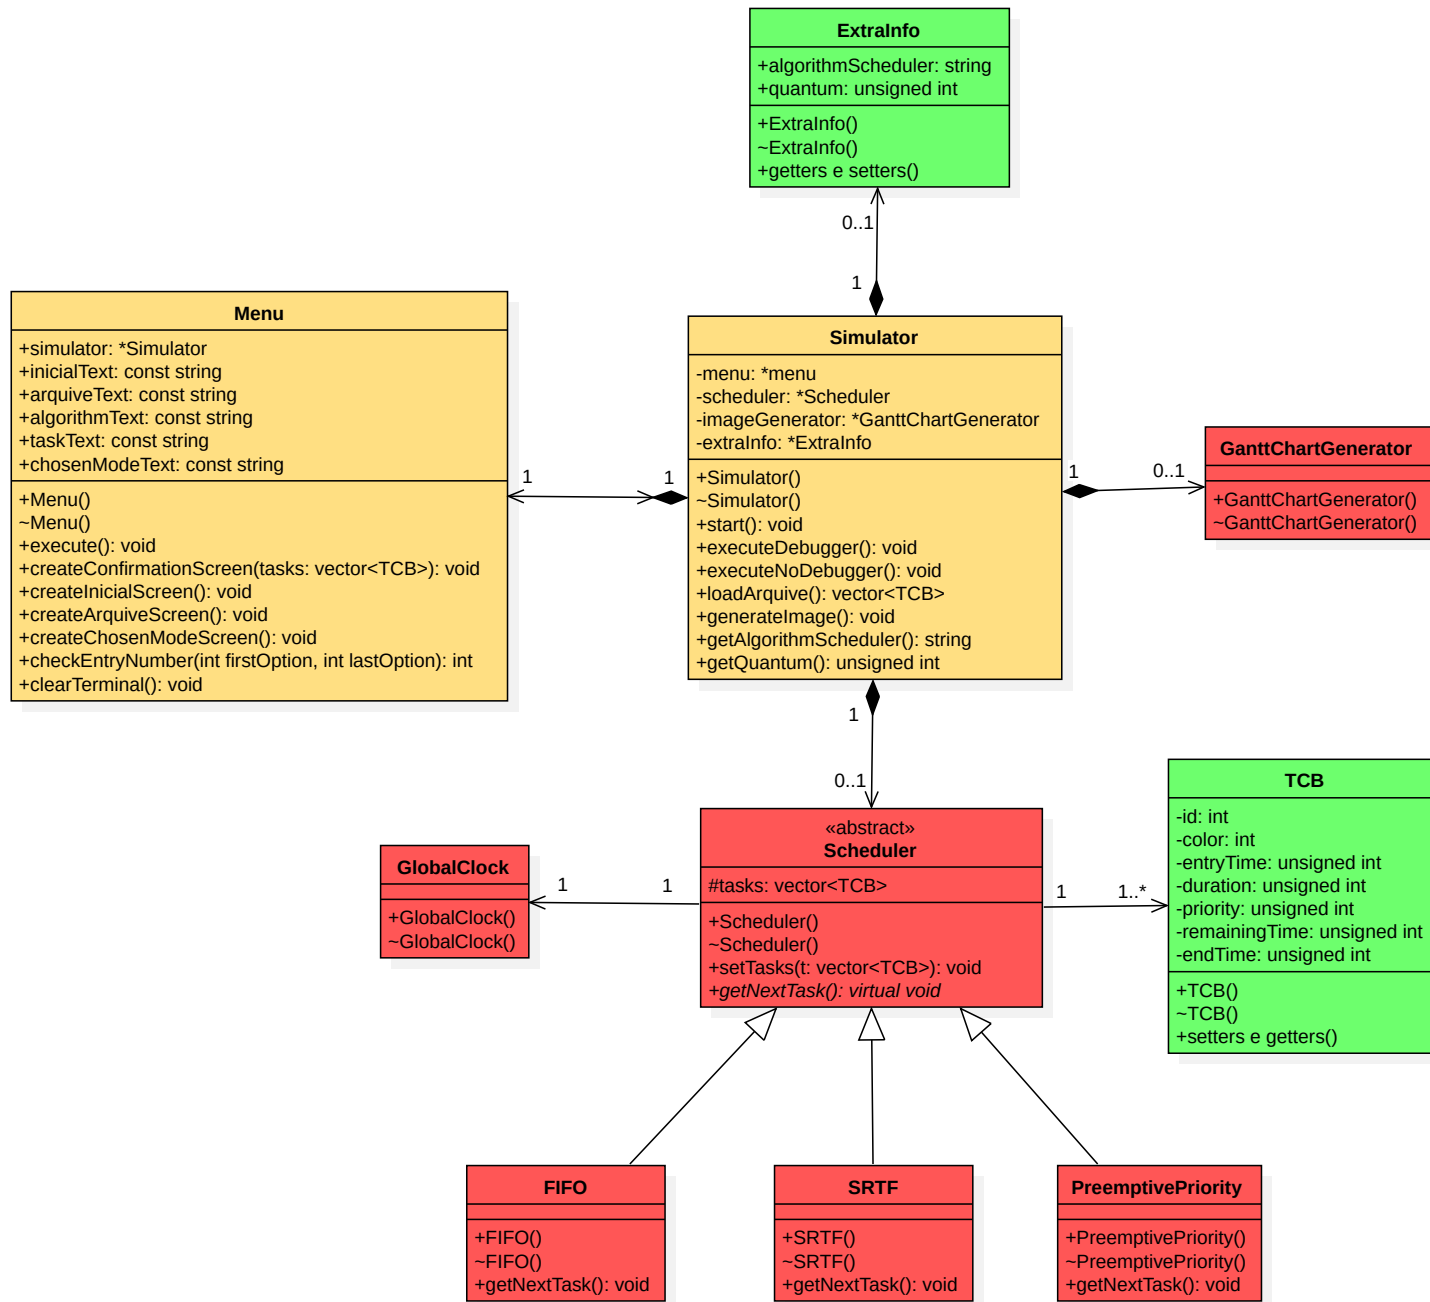 ExtraInfo
+algorithmScheduler: string
+quantum: unsigned int
+ExtraInfo()
~ExtraInfo()
+getters e setters()
0..1
1
Menu
+simulator: *Simulator
+inicialText: const string
+arquiveText: const string
+algorithmText: const string
+taskText: const string
+chosenModeText: const string
+Menu()
~Menu()
+execute(): void
+createConfirmationScreen(tasks: vector<TCB>): void
+createInicialScreen(): void
+createArquiveScreen(): void
+createChosenModeScreen(): void
+checkEntryNumber(int firstOption, int lastOption): int
+clearTerminal(): void
1
1
Simulator
-menu: *menu
-scheduler: *Scheduler
-imageGenerator: *GanttChartGenerator
-extraInfo: *ExtraInfo
+Simulator()
~Simulator()
+start(): void
+executeDebugger(): void
+executeNoDebugger(): void
+loadArquive(): vector<TCB>
+generateImage(): void
+getAlgorithmScheduler(): string
+getQuantum(): unsigned int
1
0..1
GanttChartGenerator
+GanttChartGenerator()
~GanttChartGenerator()
1
0..1
GlobalClock
+GlobalClock()
~GlobalClock()
1
1
«abstract»
Scheduler
#tasks: vector<TCB>
+Scheduler()
~Scheduler()
+setTasks(t: vector<TCB>): void
+getNextTask(): virtual void
1
1..*
TCB
-id: int
-color: int
-entryTime: unsigned int
-duration: unsigned int
-priority: unsigned int
-remainingTime: unsigned int
-endTime: unsigned int
+TCB()
~TCB()
+setters e getters()
FIFO
+FIFO()
~FIFO()
+getNextTask(): void
SRTF
+SRTF()
~SRTF()
+getNextTask(): void
PreemptivePriority
+PreemptivePriority()
~PreemptivePriority()
+getNextTask(): void